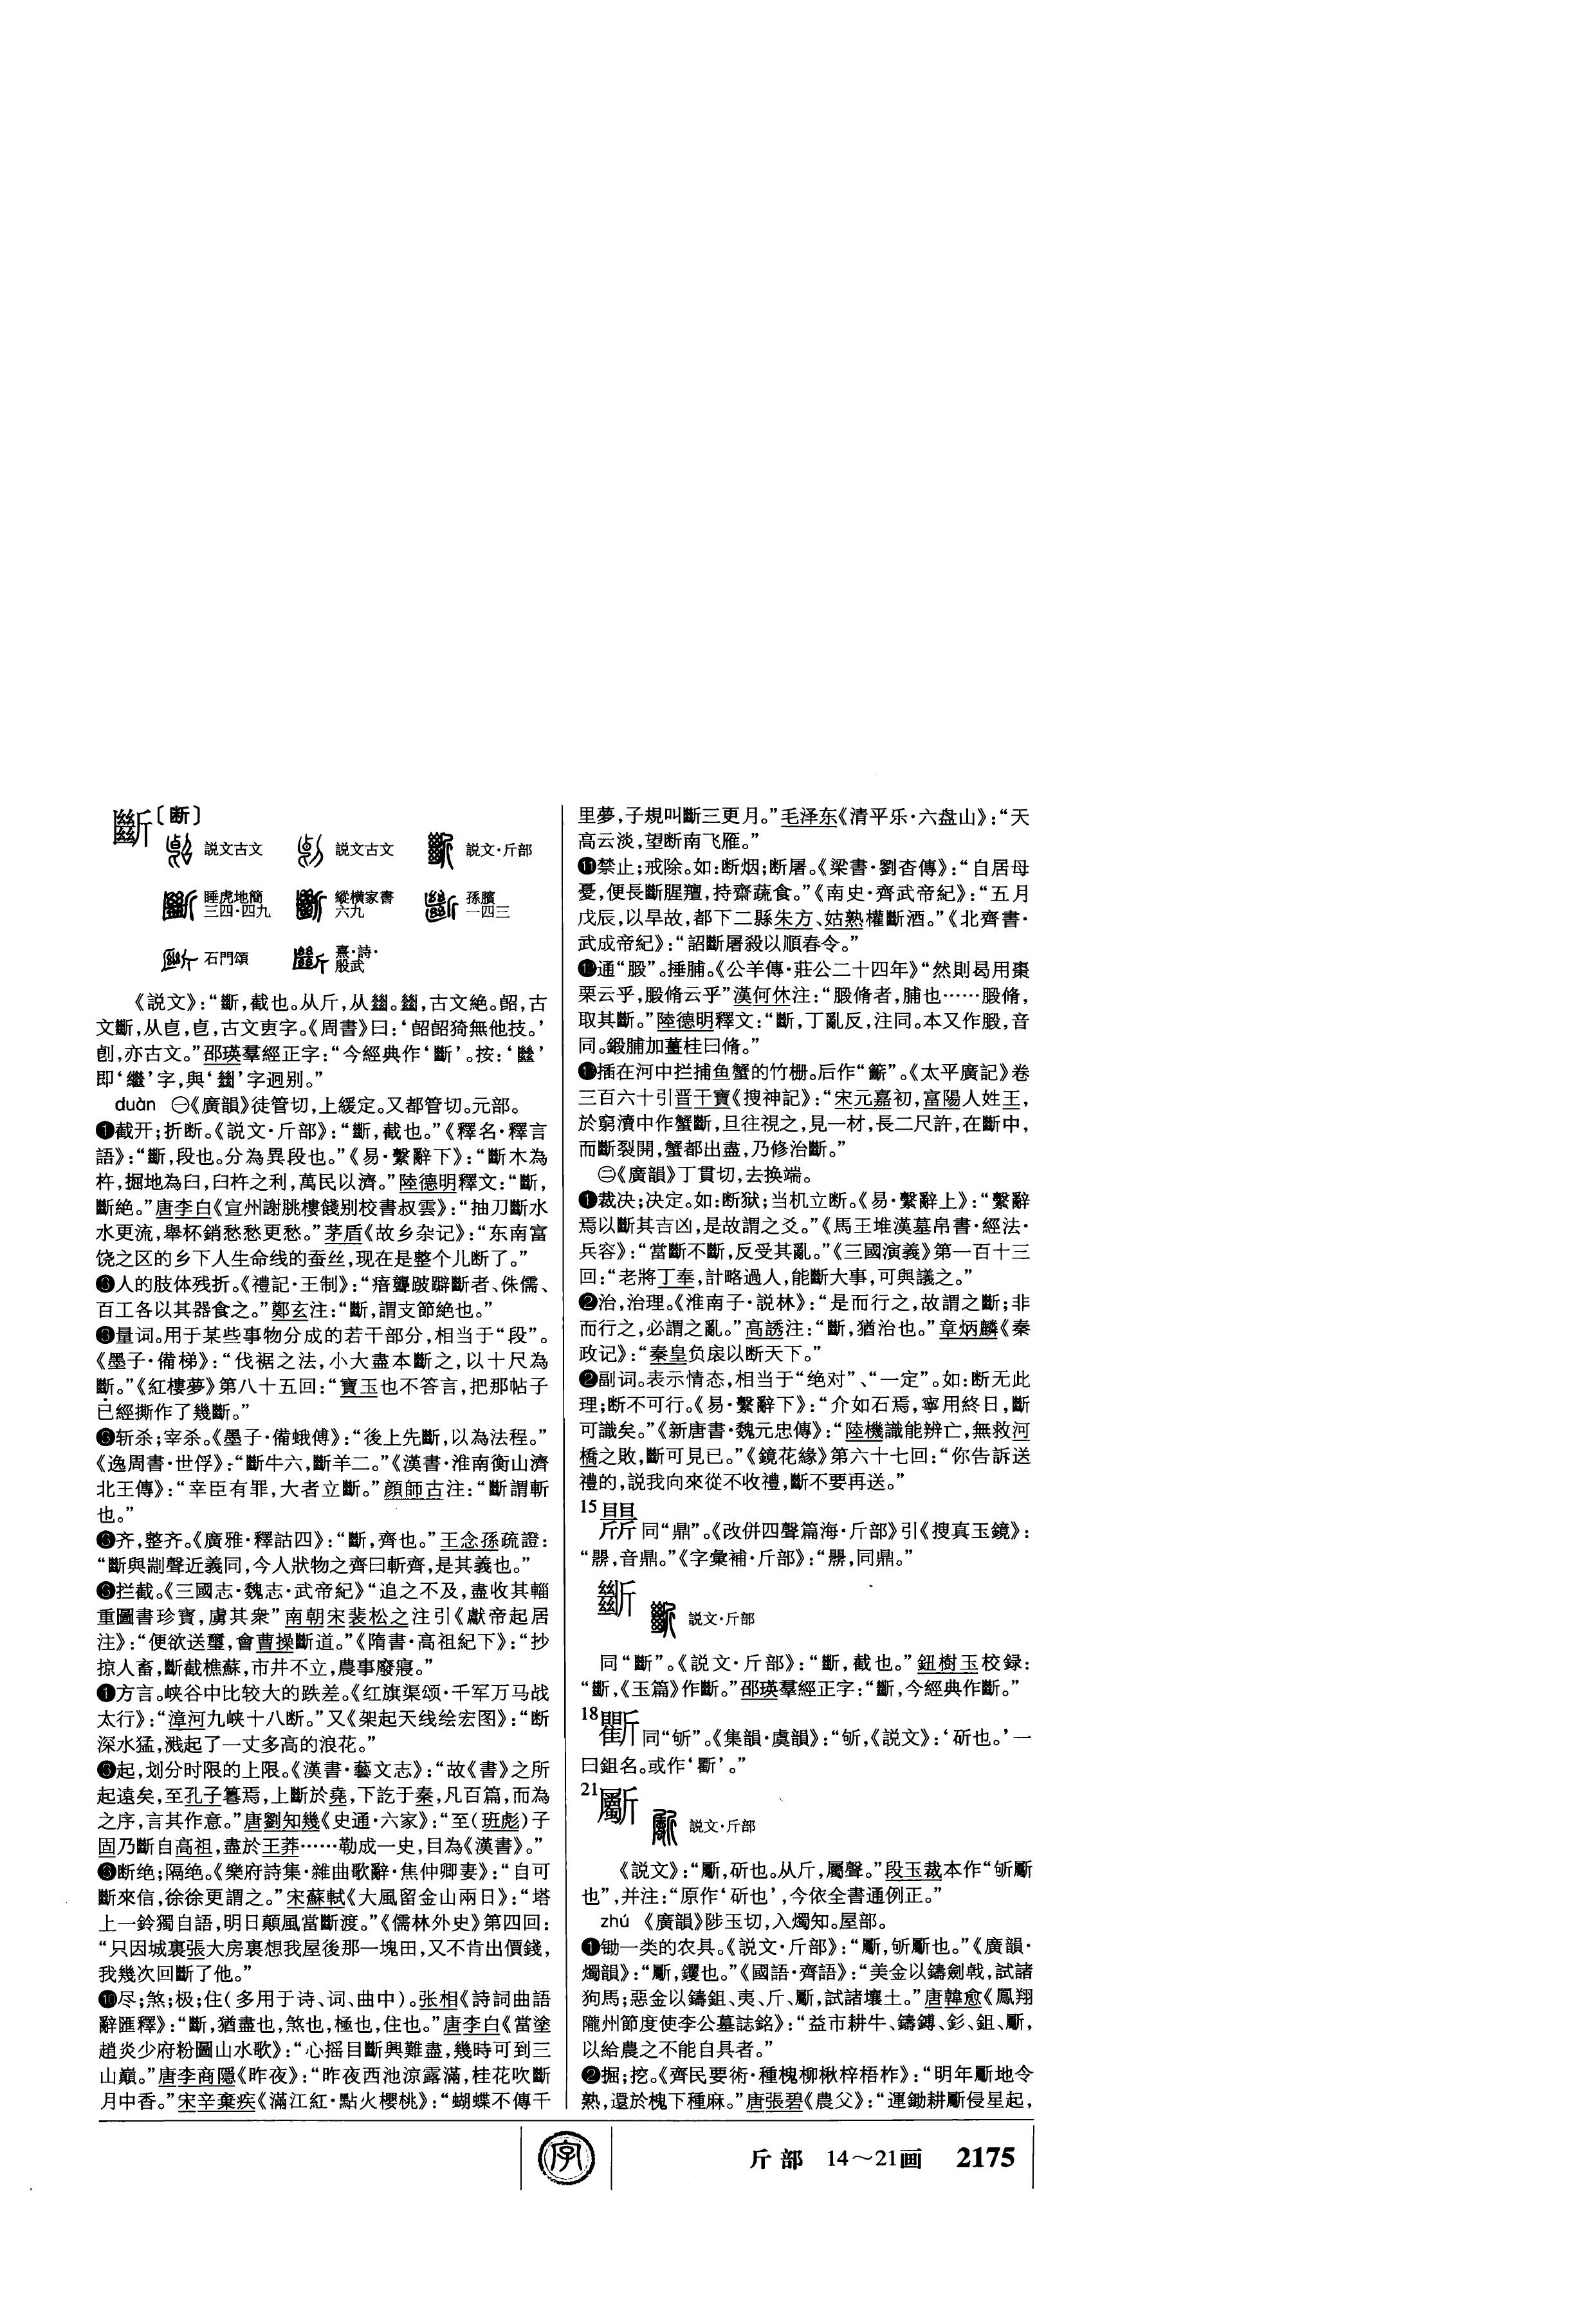 斷〔断〕
説文古文 説文古文 説文·斤部
睡虎地簡三四·四九 縱横家書六九 孫臏一四三
石門頌 熹·詩·殷武
《説文》：“斷，截也。从斤，从𢇍。𢇍，古文絶。𠸿，古
文斷，从𠧪，𠧪，古文叀字。《周書》曰：‘𠸿𠸿猗無他技。’
𠚯，亦古文。”邵瑛羣經正字：“今經典作‘斷’。按：‘㡭’
即‘繼’字，與‘𢇍’字迥别。”
duàn ㊀《廣韻》徒管切，上緩定。又都管切。元部。
❶截开；折断。《説文·斤部》：“斷，截也。”《釋名·釋言
語》：“斷，段也。分為異段也。”《易·繫辭下》：“斷木為
杵，掘地為臼，臼杵之利，萬民以濟。”陸德明釋文：“斷，
斷絶。”唐李白《宣州謝朓樓餞别校書叔雲》：“抽刀斷水
水更流，舉杯銷愁愁更愁。”茅盾《故乡杂记》：“东南富
饶之区的乡下人生命线的蚕丝，现在是整个儿断了。”
人的肢体残折。《禮記·王制》：“瘖聾跛躃斷者、侏儒、
百工各以其器食之。”鄭玄注：“斷，謂支節絶也。”
量词。用于某些事物分成的若干部分，相当于“段”。
《墨子·備梯》：“伐裾之法，小大盡本斷之，以十尺為
斷。”《紅樓夢》第八十五回：“寶玉也不答言，把那帖子
已經撕作了幾斷。”
斩杀；宰杀。《墨子·備蛾傅》：“後上先斷，以為法程。”
《逸周書·世俘》：“斷牛六，斷羊二。”《漢書·淮南衡山濟
北王傳》：“幸臣有罪，大者立斷。”顔師古注：“斷謂斬
也。”
齐，整齐。《廣雅·釋詁四》：“斷，齊也。”王念孫疏證：
“斷與剬聲近義同，今人狀物之齊曰斬齊，是其義也。”
拦截。《三國志·魏志·武帝紀》“追之不及，盡收其輜
重圖書珍寶，虜其衆”南朝宋裴松之注引《獻帝起居
注》：“便欲送璽，會曹操斷道。”《隋書·高祖紀下》：“抄
掠人畜，斷截樵蘇，市井不立，農事廢寢。”
方言。峡谷中比较大的跌差。《红旗渠颂·千军万马战
太行》：“漳河九峡十八断。”又《架起天线绘宏图》：“断
深水猛，溅起了一丈多高的浪花。”
起，划分时限的上限。《漢書·藝文志》：“故《書》之所
起遠矣，至孔子篹焉，上斷於堯，下訖于秦，凡百篇，而為
之序，言其作意。”唐劉知幾《史通·六家》：“至（班彪）子
固乃斷自高祖，盡於王莽……勒成一史，目為《漢書》。”
断绝；隔绝。《樂府詩集·雜曲歌辭·焦仲卿妻》：“自可
斷來信，徐徐更謂之。”宋蘇軾《大風留金山兩日》：“塔
上一鈴獨自語，明日顛風當斷渡。”《儒林外史》第四回：
“只因城裏張大房裏想我屋後那一塊田，又不肯出價錢，
我幾次回斷了他。”
❿尽；煞；极；住（多用于诗、词、曲中）。张相《詩詞曲語
辭匯釋》：“斷，猶盡也，煞也，極也，住也。”唐李白《當塗
趙炎少府粉圖山水歌》：“心摇目斷興難盡，幾時可到三
山巔。”唐李商隱《昨夜》：“昨夜西池涼露滿，桂花吹斷
月中香。”宋辛棄疾《滿江紅·點火櫻桃》：“蝴蝶不傳千
里夢，子規叫斷三更月。”毛泽东《清平乐·六盘山》：“天
高云淡，望断南飞雁。”
⓫禁止；戒除。如：断烟；断屠。《梁書·劉杳傳》：“自居母
憂，便長斷腥羶，持齋蔬食。”《南史·齊武帝紀》：“五月
戊辰，以旱故，都下二縣朱方、姑熟權斷酒。”《北齊書·
武成帝紀》：“詔斷屠殺以順春令。”
通“腶”。捶脯。《公羊傳·莊公二十四年》“然則曷用棗
栗云乎，腶脩云乎”漢何休注：“腶脩者，脯也……腶脩，
取其斷。”陸德明釋文：“斷，丁亂反，注同。本又作腶，音
同。鍛脯加薑桂曰脩。”
插在河中拦捕鱼蟹的竹栅。后作“籪”。《太平廣記》卷
三百六十引晋干寶《搜神記》：“宋元嘉初，富陽人姓王，
於窮瀆中作蟹斷，旦往視之，見一材，長二尺許，在斷中，
而斷裂開，蟹都出盡，乃修治斷。”
㊁《廣韻》丁貫切，去换端。
❶裁决；决定。如：断狱；当机立断。《易·繫辭上》：“繫辭
焉以斷其吉凶，是故謂之爻。”《馬王堆漢墓帛書·經法·
兵容》：“當斷不斷，反受其亂。”《三國演義》第一百十三
回：“老將丁奉，計略過人，能斷大事，可與議之。”
❷治，治理。《淮南子·説林》：“是而行之，故謂之斷；非
而行之，必謂之亂。”高誘注：“斷，猶治也。”章炳麟《秦
政记》：“秦皇负扆以断天下。”
❷副词。表示情态，相当于“绝对”、“一定”。如：断无此
理；断不可行。《易·繫辭下》：“介如石焉，寧用終日，斷
可識矣。”《新唐書·魏元忠傳》：“陸機識能辨亡，無救河
橋之敗，斷可見已。”《鏡花緣》第六十七回：“你告訴送
禮的，説我向來從不收禮，斷不要再送。”
15 同“鼎”。《改併四聲篇海·斤部》引《搜真玉鏡》：
“，音鼎。”《字彙補·斤部》：“，同鼎。”
説文·斤部
同“斷”。《説文·斤部》：“斷，截也。”鈕樹玉校録：
“斷，《玉篇》作斷。”邵瑛羣經正字：“斷，今經典作斷。”
18 同“斪”。《集韻·虞韻》：“斪，《説文》：‘斫也。’一
曰鉏名。或作‘斸’。”
21斸 説文·斤部
《説文》：“斸，斫也。从斤，屬聲。”段玉裁本作“斪斸
也”，并注：“原作‘斫也’，今依全書通例正。”
zhú 《廣韻》陟玉切，入燭知。屋部。
❶锄一类的农具。《説文·斤部》：“斸，斪斸也。”《廣韻·
燭韻》：“斸，钁也。”《國語·齊語》：“美金以鑄劍戟，試諸
狗馬；惡金以鑄鉏、夷、斤、斸，試諸壤土。”唐韓愈《鳳翔
隴州節度使李公墓誌銘》：“益市耕牛、鑄鎛、釤、鉏、斸，
以給農之不能自具者。”
❷掘；挖。《齊民要術·種槐柳楸梓梧柞》：“明年斸地令
熟，還於槐下種麻。”唐張碧《農父》：“運鋤耕斸侵星起，
字
斤部 14～21画 2175